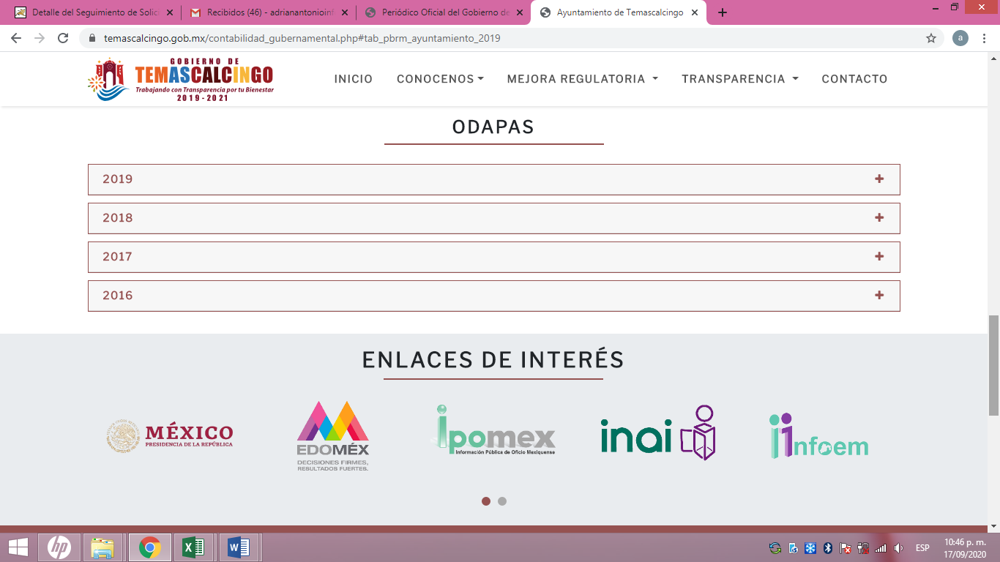 Detalle del Seguimiento de Solici
Recibidos (46) - adrianantonioinf
Periódico Oficial del Gobierno de
Ayuntamiento de Temascalcingo
temascalcingo.gob.mx/contabilidad_gubernamental.php#tab_pbrm_ayuntamiento_2019
a
GOBIERNO DE
TEMASCALCINGO
Trabajando con Transparencia por tu Bienestar
2019-2021
INICIO
CONOCENOS
MEJORA REGULATORIA
TRANSPARENCIA
CONTACTO
ODAPAS
2019
2018
2017
2016
ENLACES DE INTERÉS
MÉXICO
PRESIDENCIA DE LA REPÚBLICA
EDOMÉX
DECISIONES FIRMES,
RESULTADOS FUERTES.
ipomex
Información Pública de Oficio Mexiquense
inai
infoem
hp
ESP
10:46 p. m.
17/09/2020